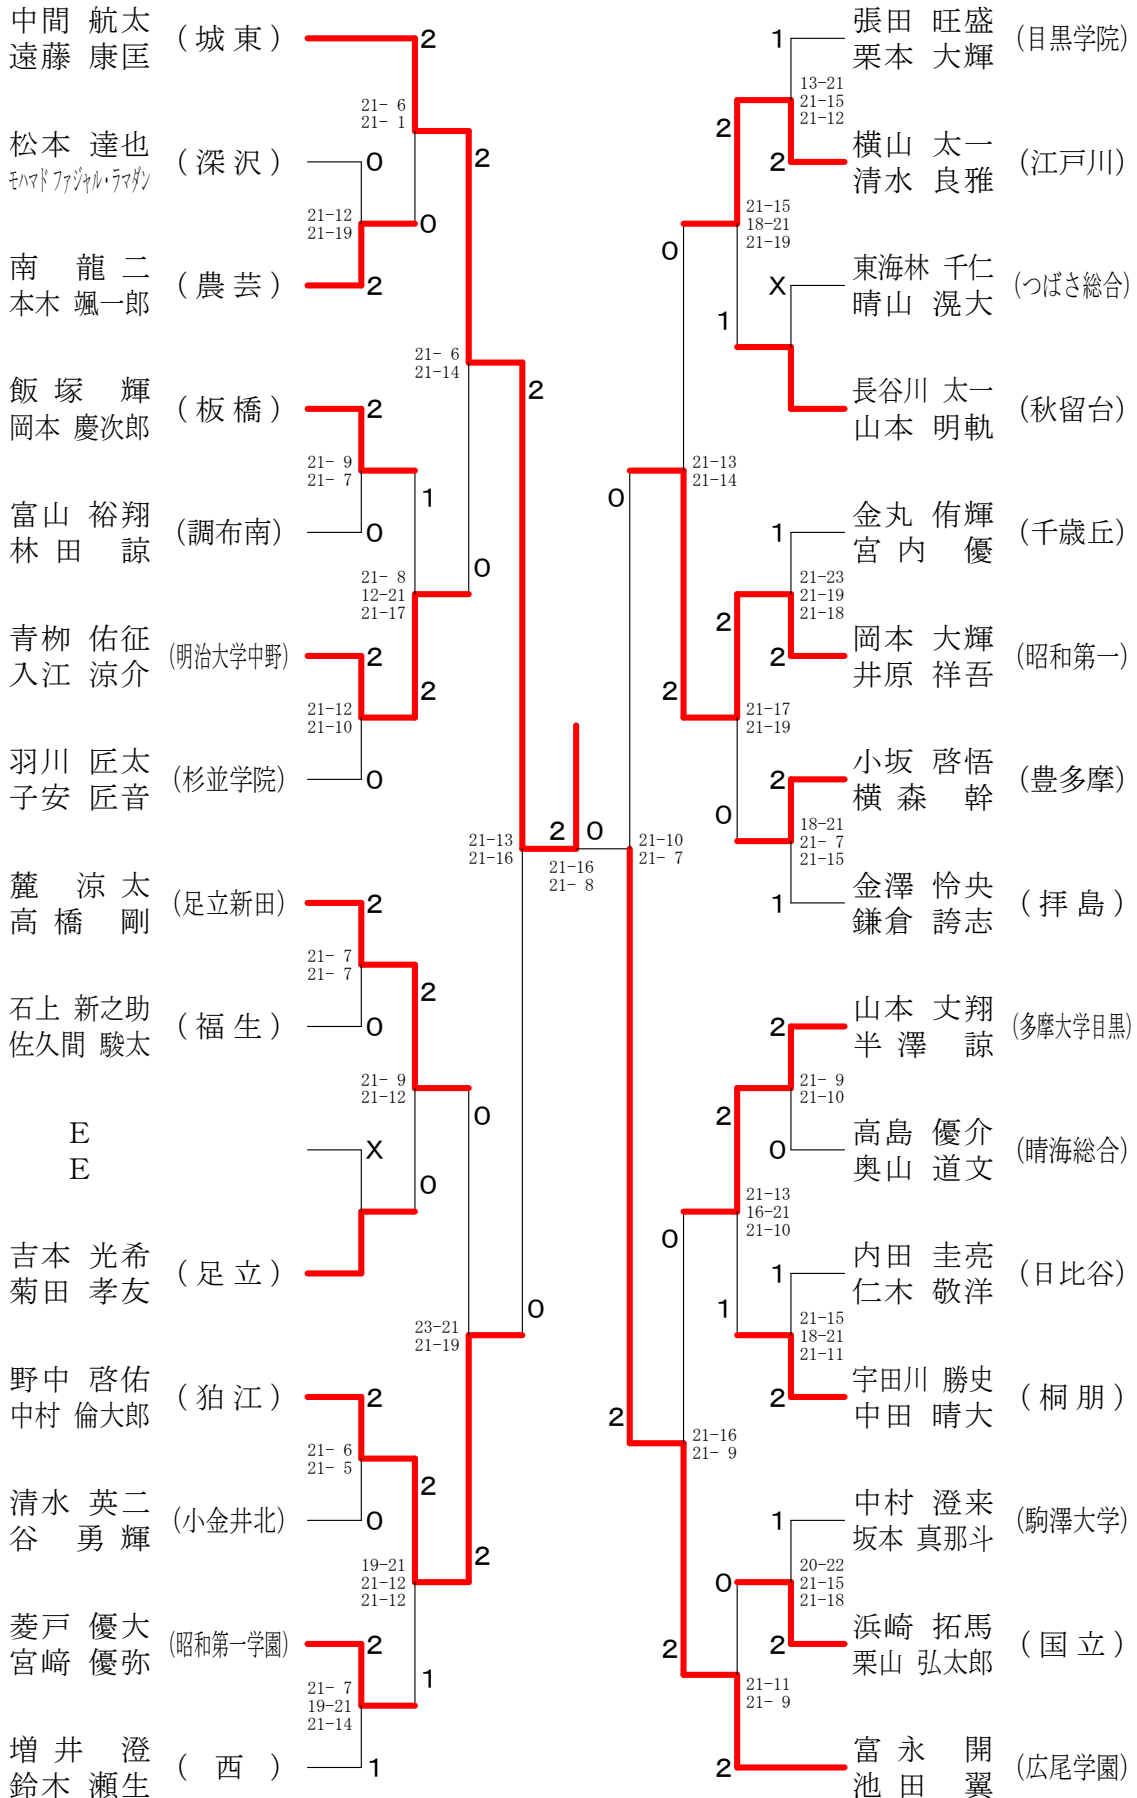 中間 航太
遠藤 康匡
(城東)
2
21- 6
21- 1
松本 達也
モハマド ファジャル・ラマダン
(深沢)
0
2
21-12
21-19
0
南 龍二
本木 颯一郎
(農芸)
2
21- 6
21-14
2
飯塚 輝
岡本 慶次郎
(板橋)
2
21- 9
21- 7
1
富山 裕翔
林田 諒
(調布南)
0
0
21- 8
12-21
21-17
青栁 佑征
入江 涼介
(明治大学中野)
2
2
21-12
21-10
羽川 匠太
子安 匠音
(杉並学院)
0
21-13
21-16
2
0
21-16
21- 8
麓 涼太
高橋 剛
(足立新田)
2
21- 7
21- 7
2
石上 新之助
佐久間 駿太
(福生)
0
21- 9
21-12
0
E
E
X
0
吉本 光希
菊田 孝友
(足立)
0
23-21
21-19
野中 啓佑
中村 倫大郎
(狛江)
2
21- 6
21- 5
2
清水 英二
谷 勇輝
(小金井北)
0
2
19-21
21-12
21-12
菱戸 優大
宮﨑 優弥
(昭和第一学園)
2
1
21- 7
19-21
21-14
増井 澄
鈴木 瀬生
(西)
1
1
張田 旺盛
栗本 大輝
(目黒学院)
13-21
21-15
21-12
2
2
横山 太一
清水 良雅
(江戸川)
21-15
18-21
21-19
0
X
東海林 千仁
晴山 滉大
(つばさ総合)
1
長谷川 太一
山本 明軌
(秋留台)
21-13
21-14
0
1
金丸 侑輝
宮内 優
(千歳丘)
21-23
21-19
21-18
2
2
岡本 大輝
井原 祥吾
(昭和第一)
2
21-17
21-19
2
小坂 啓悟
横森 幹
(豊多摩)
0
18-21
21- 7
21-15
21-10
21- 7
1
金澤 怜央
鎌倉 誇志
(拝島)
2
山本 丈翔
半澤 諒
(多摩大学目黒)
21- 9
21-10
2
0
高島 優介
奥山 道文
(晴海総合)
21-13
16-21
21-10
0
1
内田 圭亮
仁木 敬洋
(日比谷)
1
21-15
18-21
21-11
2
宇田川 勝史
中田 晴大
(桐朋)
2
21-16
21- 9
1
中村 澄来
坂本 真那斗
(駒澤大学)
20-22
21-15
21-18
0
2
浜崎 拓馬
栗山 弘太郎
(国立)
2
21-11
21- 9
2
富永 開
池田 翼
(広尾学園)